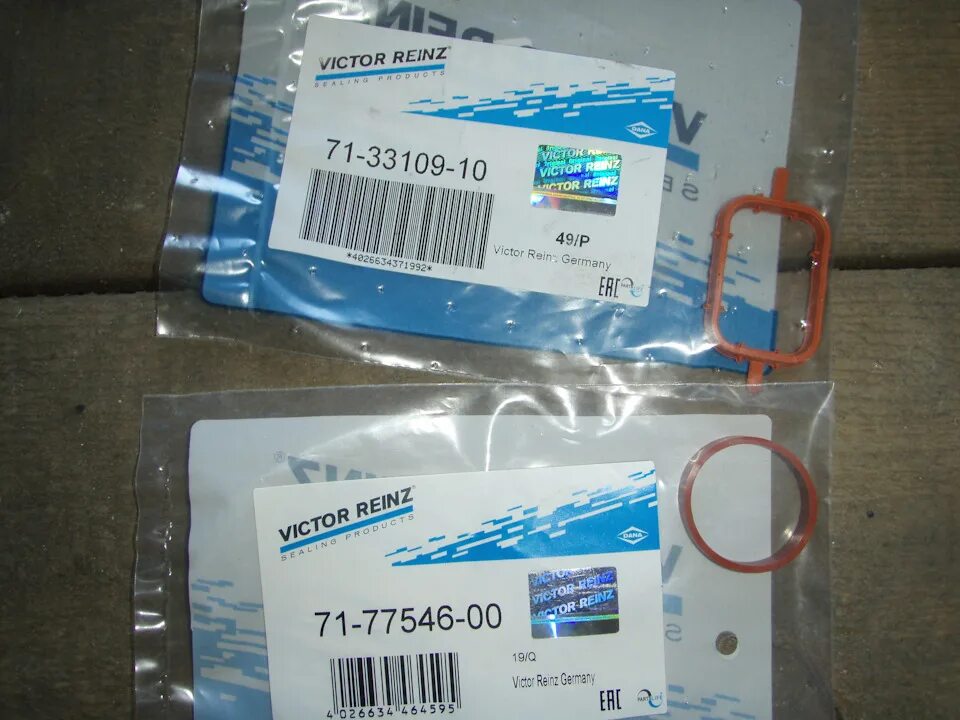 VICTOR REINZ®
SEALING PRODUCTS
DANA
71-33109-10
VICTOR REINZ
VICTOR REINZ
VICTOR REINZ
*4026634371992*
49/P
Victor Reinz Germany
EAC
VICTOR REINZ®
SEALING PRODUCTS
DANA
71-77546-00
VICTOR REINZ
VICTOR REINZ
VICTOR REINZ
19/Q
Victor Reinz Germany
4 026634 464595
EAC